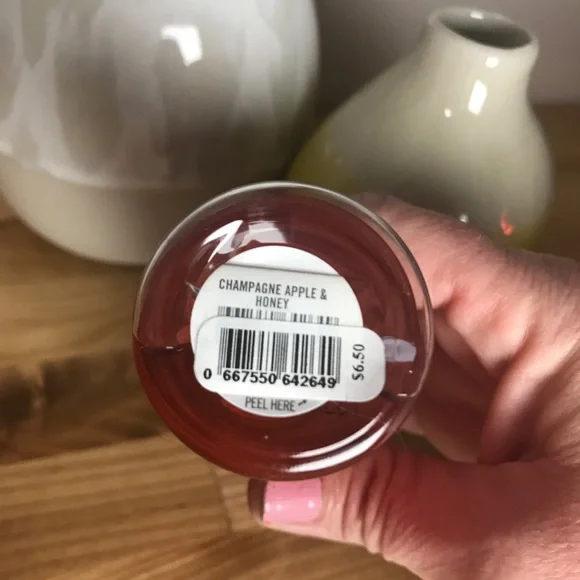 CHAMPAGNE APPLE &
HONEY
0 667550 642649
$6.50
PEEL HERE